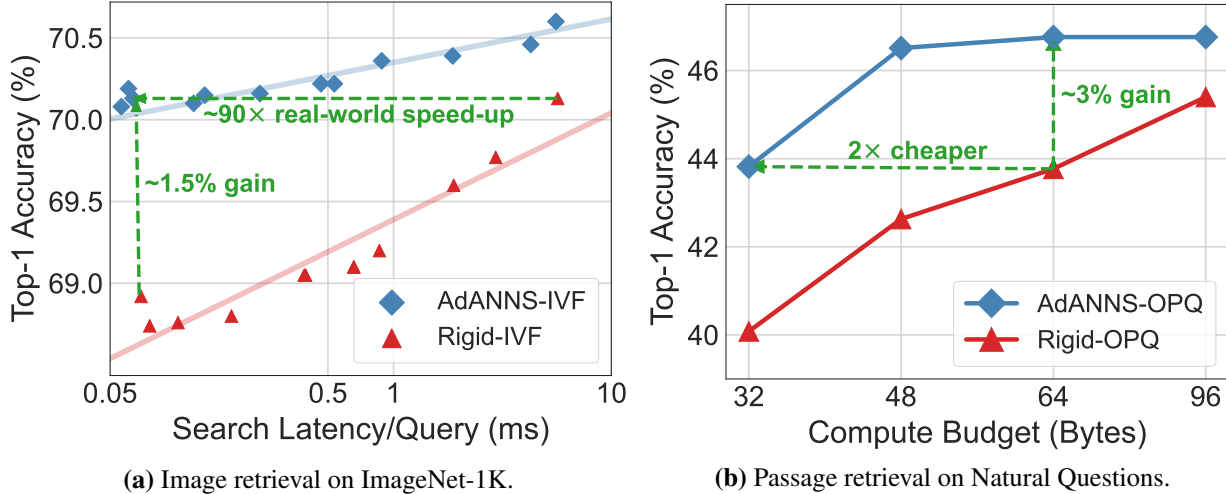 Top-1 Accuracy (%)
70.5
70.0
69.5
69.0
~90× real-world speed-up
~1.5% gain
AdANNS-IVF
Rigid-IVF
0.05
0.5
1
10
Search Latency/Query (ms)
(a) Image retrieval on ImageNet-1K.
Top-1 Accuracy (%)
46
44
42
40
~3% gain
2× cheaper
AdANNS-OPQ
Rigid-OPQ
32
48
64
96
Compute Budget (Bytes)
(b) Passage retrieval on Natural Questions.